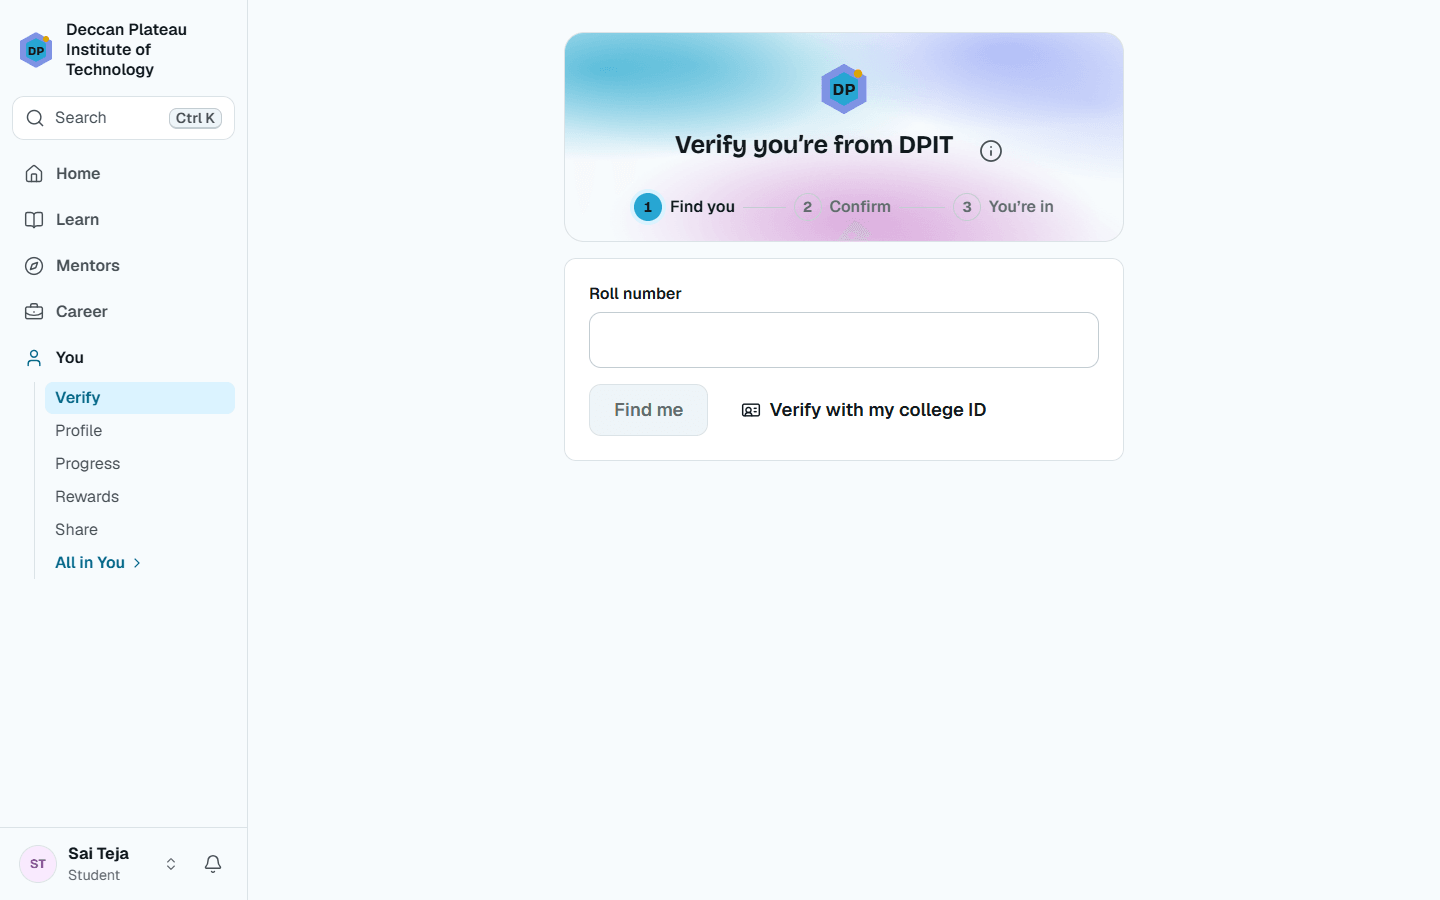 DP
Deccan Plateau
Institute of
Technology
Search
Ctrl K
Home
Learn
Mentors
Career
You
Verify
Profile
Progress
Rewards
Share
All in You
ST
Sai Teja
Student
DP
Verify you're from DPIT
1 Find you
2 Confirm
3 You're in
Roll number
Find me
Verify with my college ID